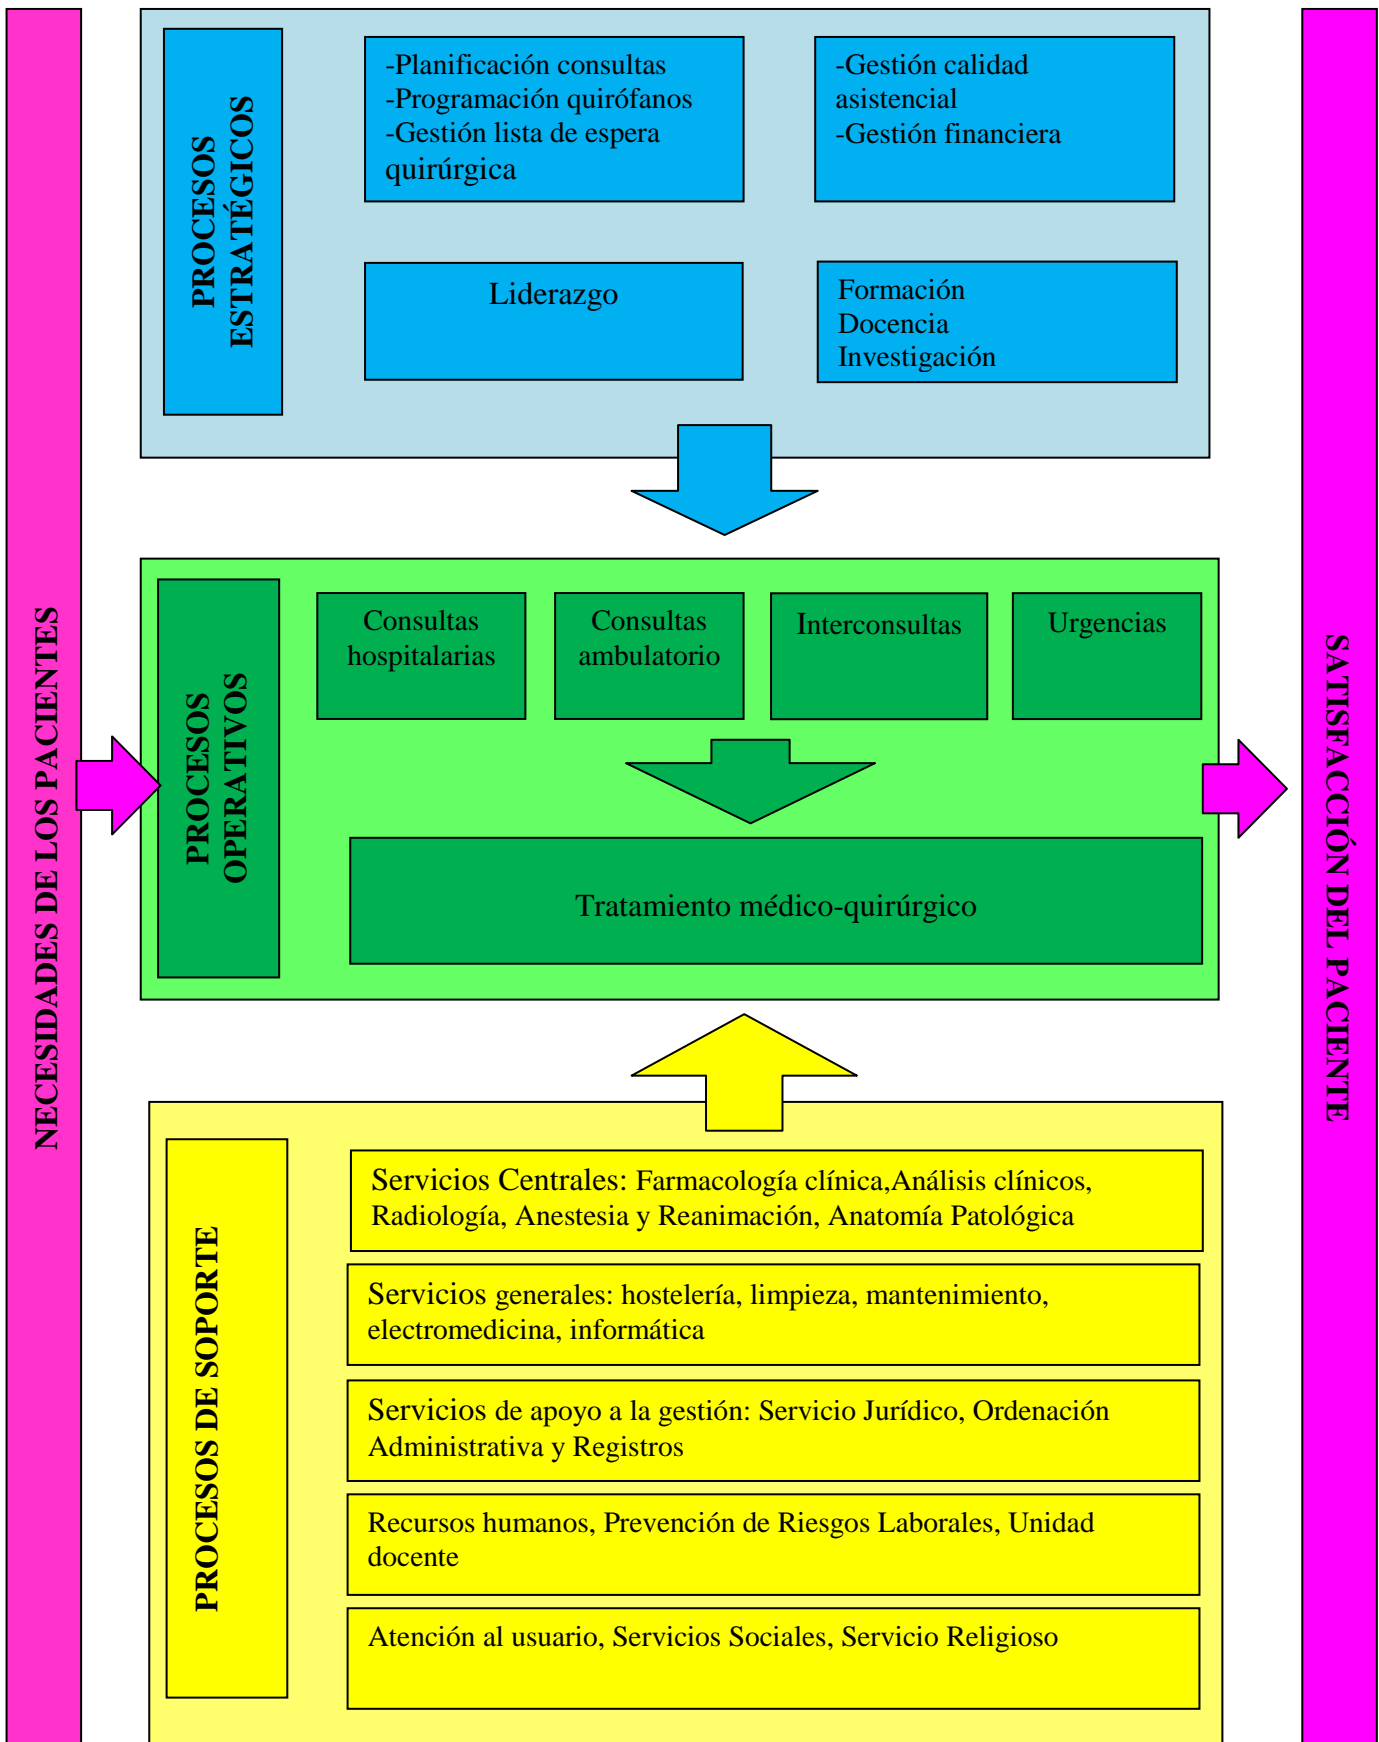 NECESIDADES DE LOS PACIENTES
PROCESOS
ESTRATÉGICOS
-Planificación consultas
-Programación quirófanos
-Gestión lista de espera
quirúrgica
-Gestión calidad
asistencial
-Gestión financiera
Liderazgo
Formación
Docencia
Investigación
PROCESOS
OPERATIVOS
Consultas
hospitalarias
Consultas
ambulatorio
Interconsultas
Urgencias
Tratamiento médico-quirúrgico
PROCESOS DE SOPORTE
Servicios Centrales: Farmacología clínica,Análisis clínicos,
Radiología, Anestesia y Reanimación, Anatomía Patológica
Servicios generales: hostelería, limpieza, mantenimiento,
electromedicina, informática
Servicios de apoyo a la gestión: Servicio Jurídico, Ordenación
Administrativa y Registros
Recursos humanos, Prevención de Riesgos Laborales, Unidad
docente
Atención al usuario, Servicios Sociales, Servicio Religioso
SATISFACCIÓN DEL PACIENTE